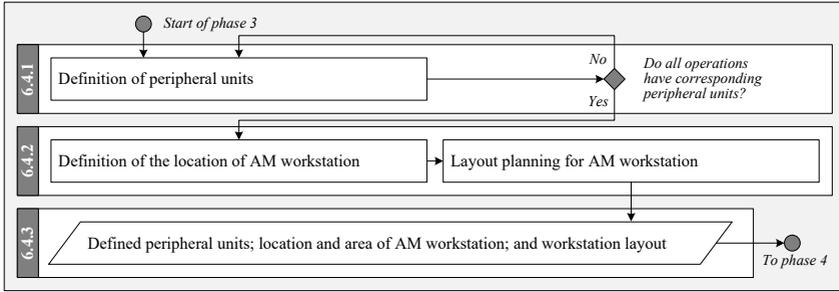 Start of phase 3
6.4.1
Definition of peripheral units
No
Yes
Do all operations
have corresponding
peripheral units?
6.4.2
Definition of the location of AM workstation
Layout planning for AM workstation
6.4.3
Defined peripheral units; location and area of AM workstation; and workstation layout
To phase 4